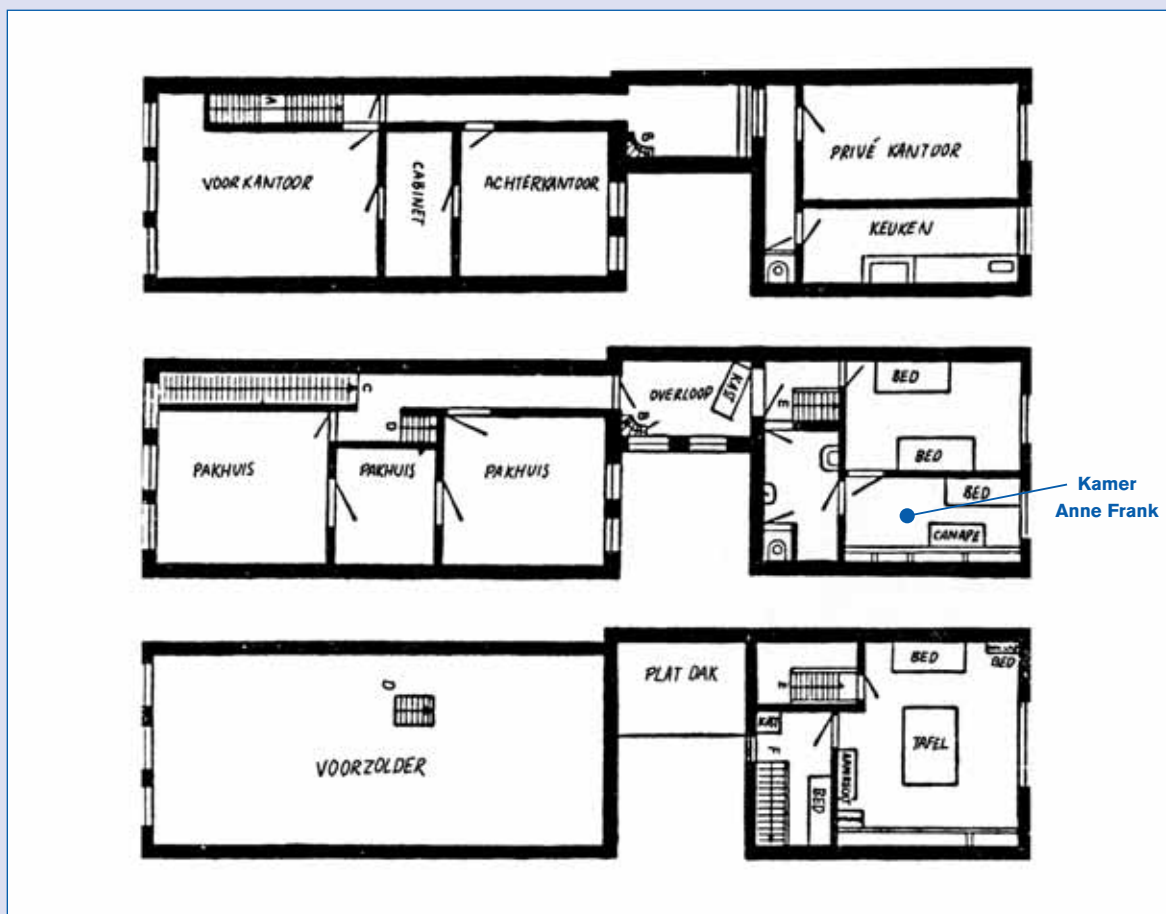 A
B
VOORKANTOOR
CABINET
ACHTERKANTOOR
PRIVÉ KANTOOR
KEUKEN
C
D
B
OVERLOOP
KAST
E
BED
BED
PAKHUIS
PAKHUIS
PAKHUIS
BED
CANAPE
Kamer
Anne Frank
D
VOORZOLDER
PLAT DAK
E
KAST
F
BED
BED
BED
TAFEL